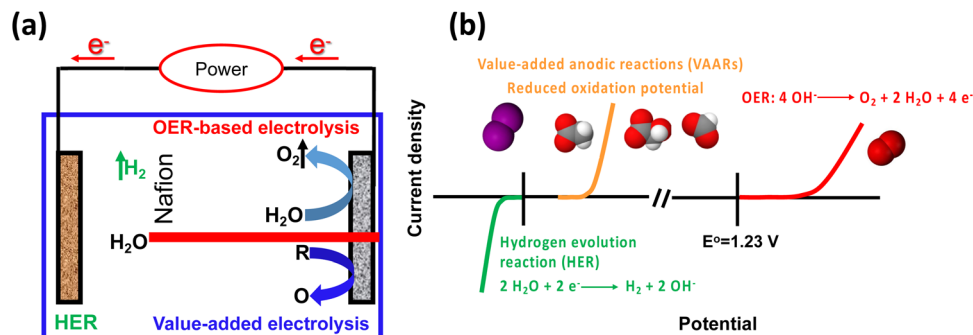 (a)
e⁻
e⁻
Power
OER-based electrolysis
O₂
H₂
Nafion
H₂O
H₂O
R
O
HER
Value-added electrolysis
(b)
Value-added anodic reactions (VAARs)
Reduced oxidation potential
OER: 4 OH⁻ → O₂ + 2 H₂O + 4 e⁻
Current density
//
E°=1.23 V
Hydrogen evolution
reaction (HER)
2 H₂O + 2 e⁻ → H₂ + 2 OH⁻
Potential